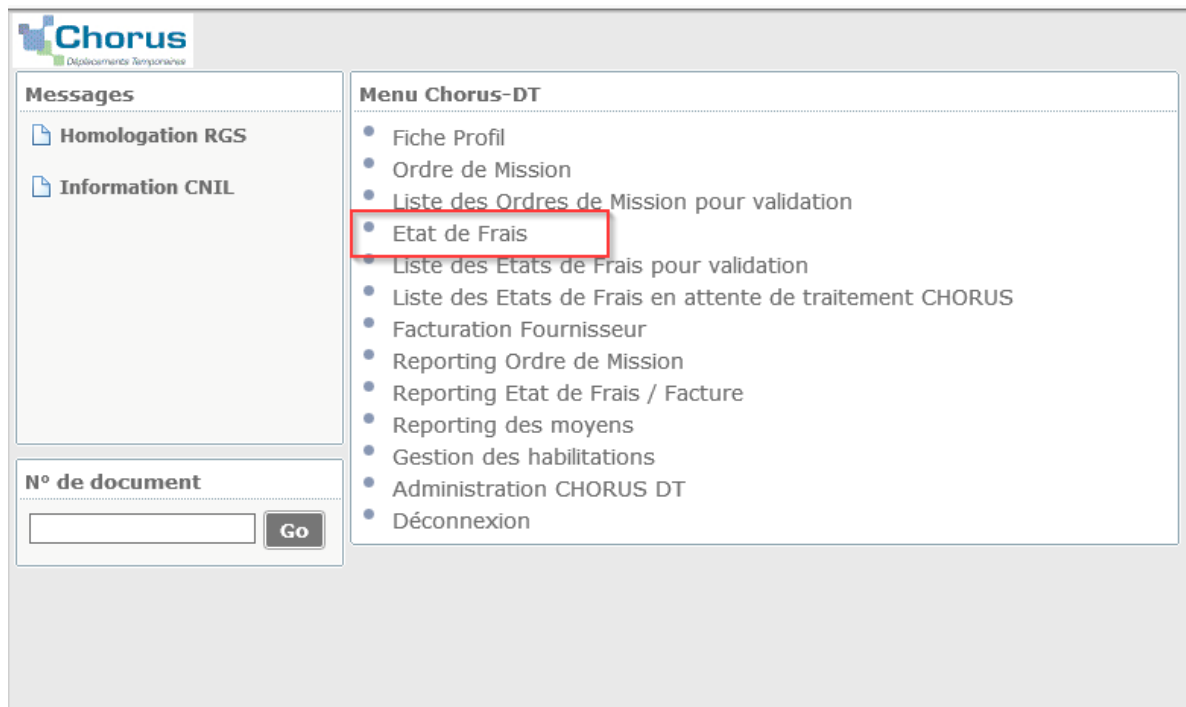 Chorus
Déplacements Temporaires
Messages
Homologation RGS
Information CNIL
N° de document
Go
Menu Chorus-DT
Fiche Profil
Ordre de Mission
Liste des Ordres de Mission pour validation
Etat de Frais
Liste des Etats de Frais pour validation
Liste des Etats de Frais en attente de traitement CHORUS
Facturation Fournisseur
Reporting Ordre de Mission
Reporting Etat de Frais / Facture
Reporting des moyens
Gestion des habilitations
Administration CHORUS DT
Déconnexion